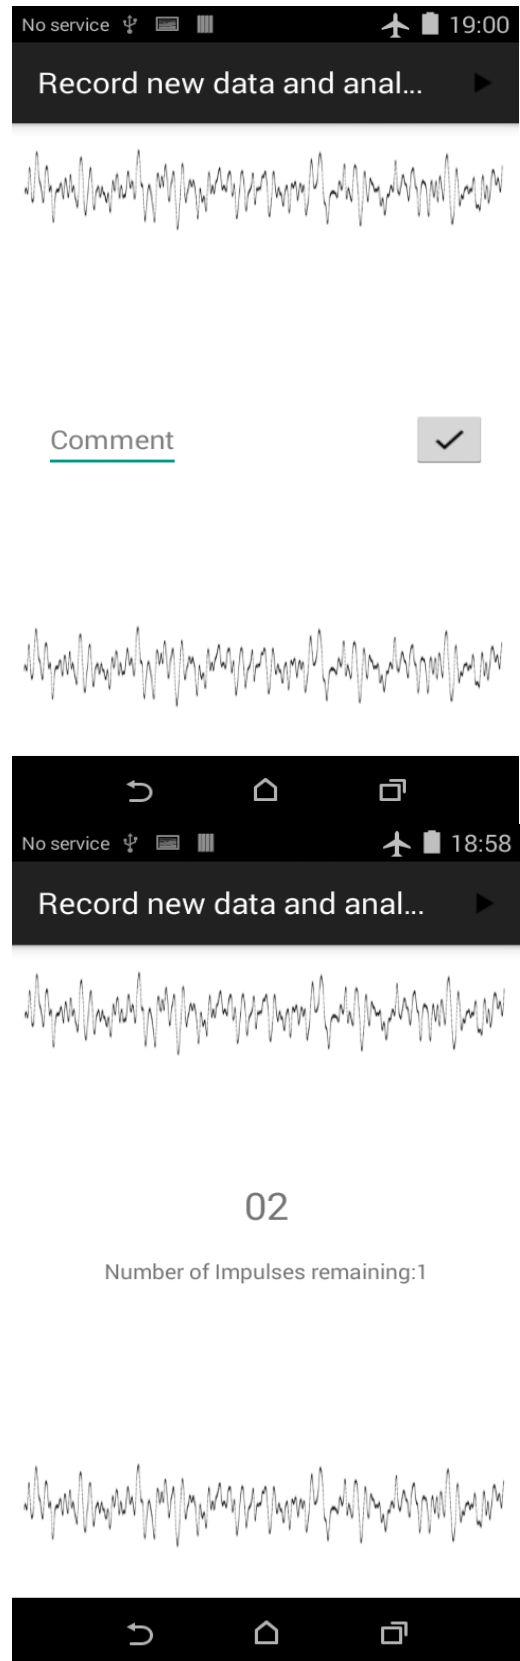 No service 19:00
Record new data and anal...
Comment
No service 18:58
Record new data and anal...
02
Number of Impulses remaining:1